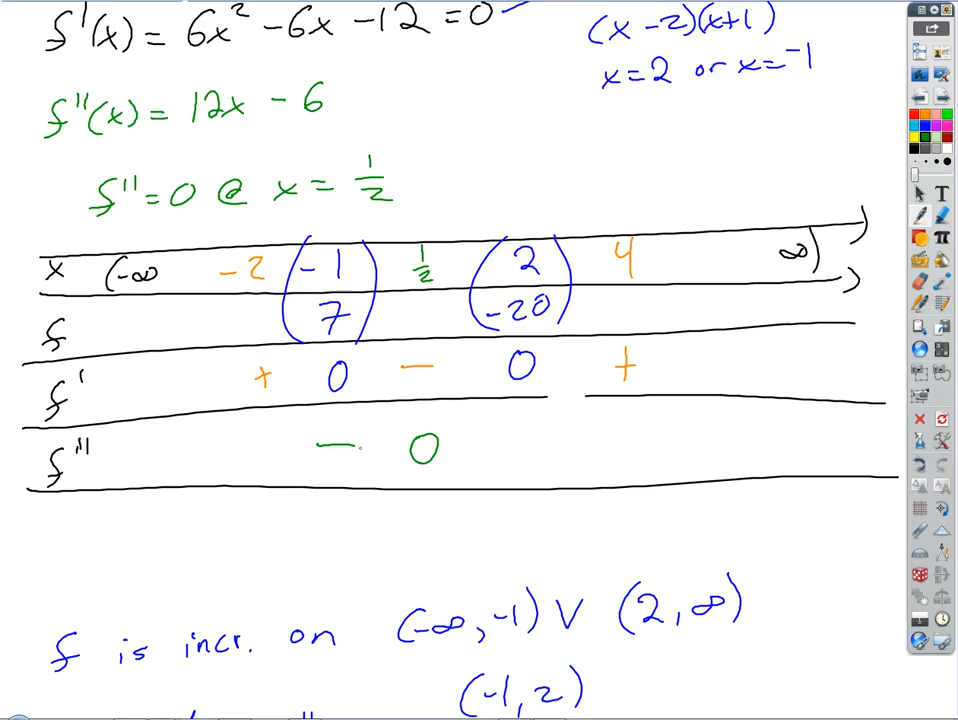 f'(x) = 6x² - 6x - 12 = 0
(x - 2)(x+1)
x = 2 or x = -1
f''(x) = 12x - 6
f'' = 0 @ x = 1/2
x (-∞ -2 (-1) 1/2 (2) 4 ∞)
f 7 -20
f' + 0 - 0 +
f'' - 0
f is incr. on (-∞, -1) ∨ (2, ∞)
(-1, 2)